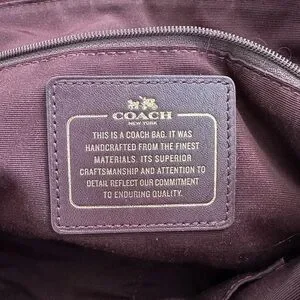 COACH
NEW YORK
THIS IS A COACH BAG. IT WAS
HANDCRAFTED FROM THE FINEST
MATERIALS. ITS SUPERIOR
CRAFTSMANSHIP AND ATTENTION TO
DETAIL REFLECT OUR COMMITMENT
TO ENDURING QUALITY.